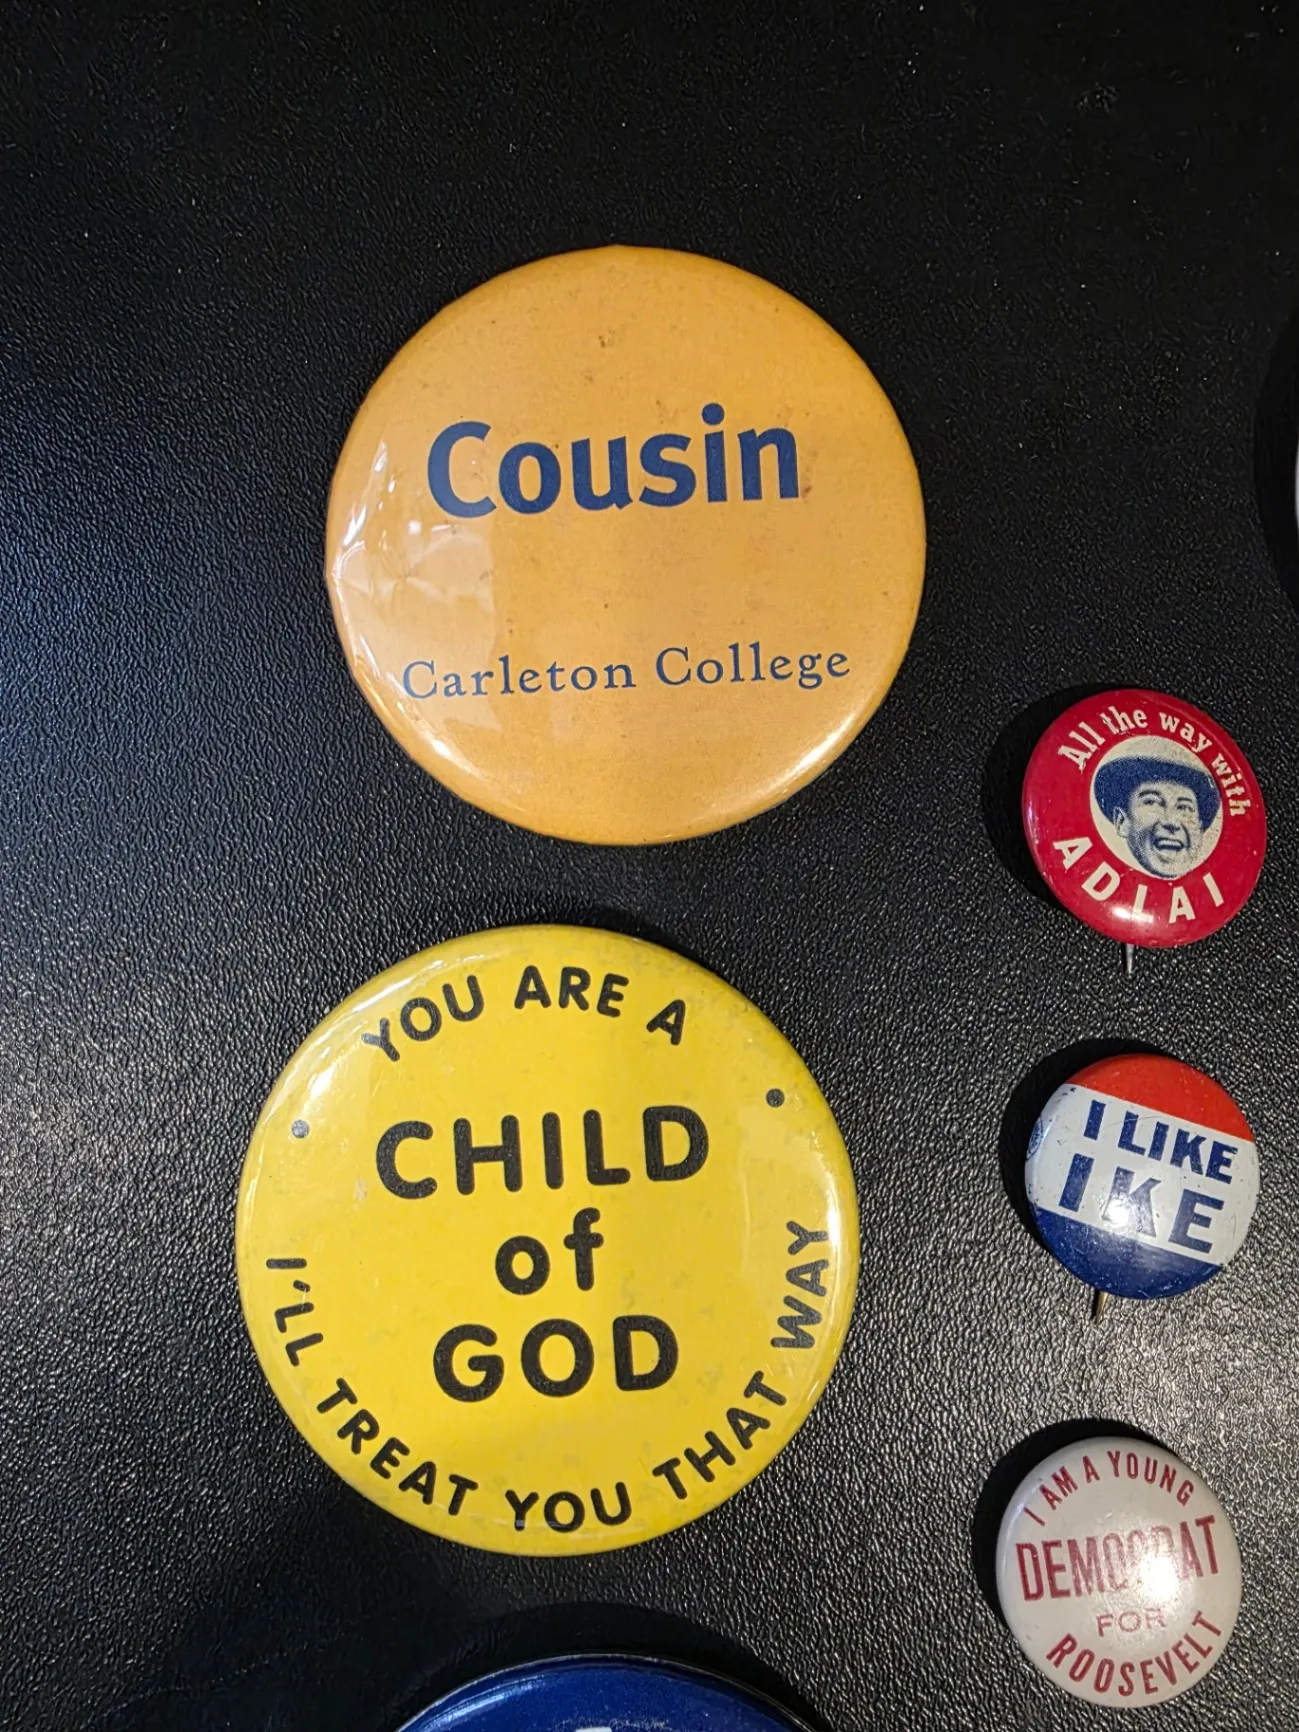 Cousin
Carleton College
All the way with
ADLAI
YOU ARE A
CHILD
of
GOD
I'LL TREAT YOU THAT WAY
I LIKE
IKE
I AM A YOUNG
DEMOCRAT
FOR
ROOSEVELT